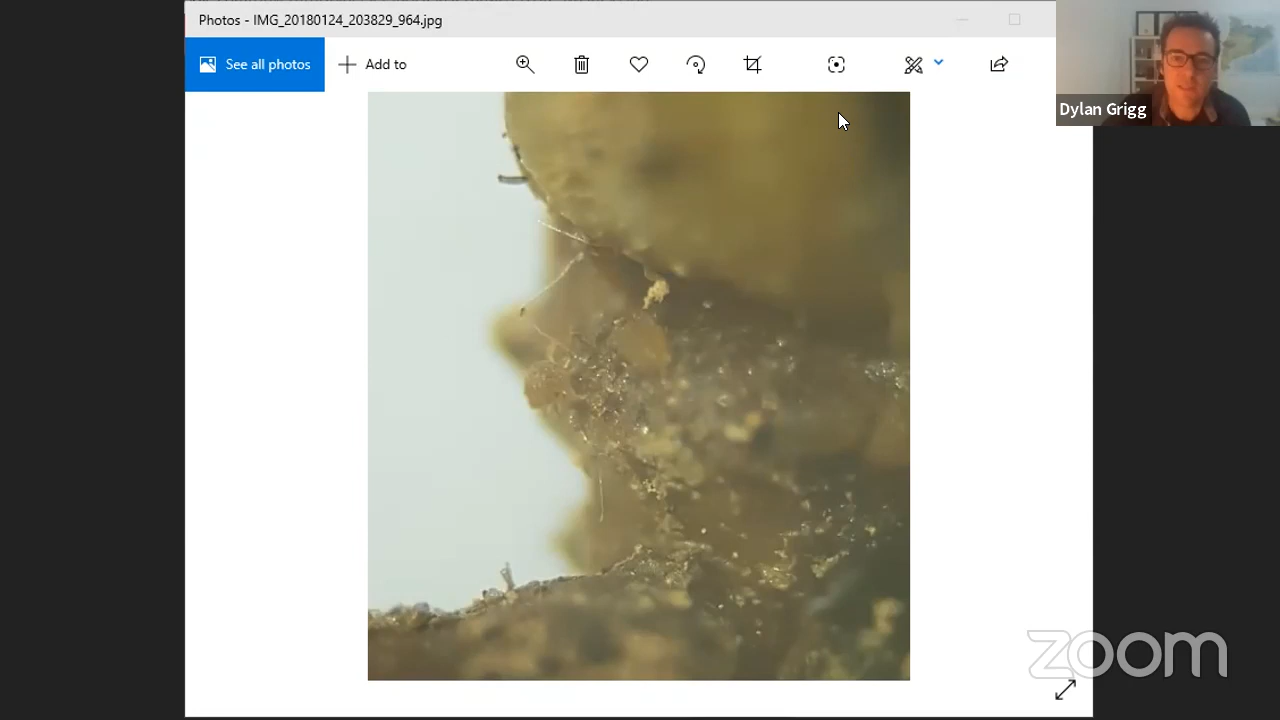 Photos - IMG_20180124_203829_964.jpg
See all photos
Add to
Dylan Grigg
zoom